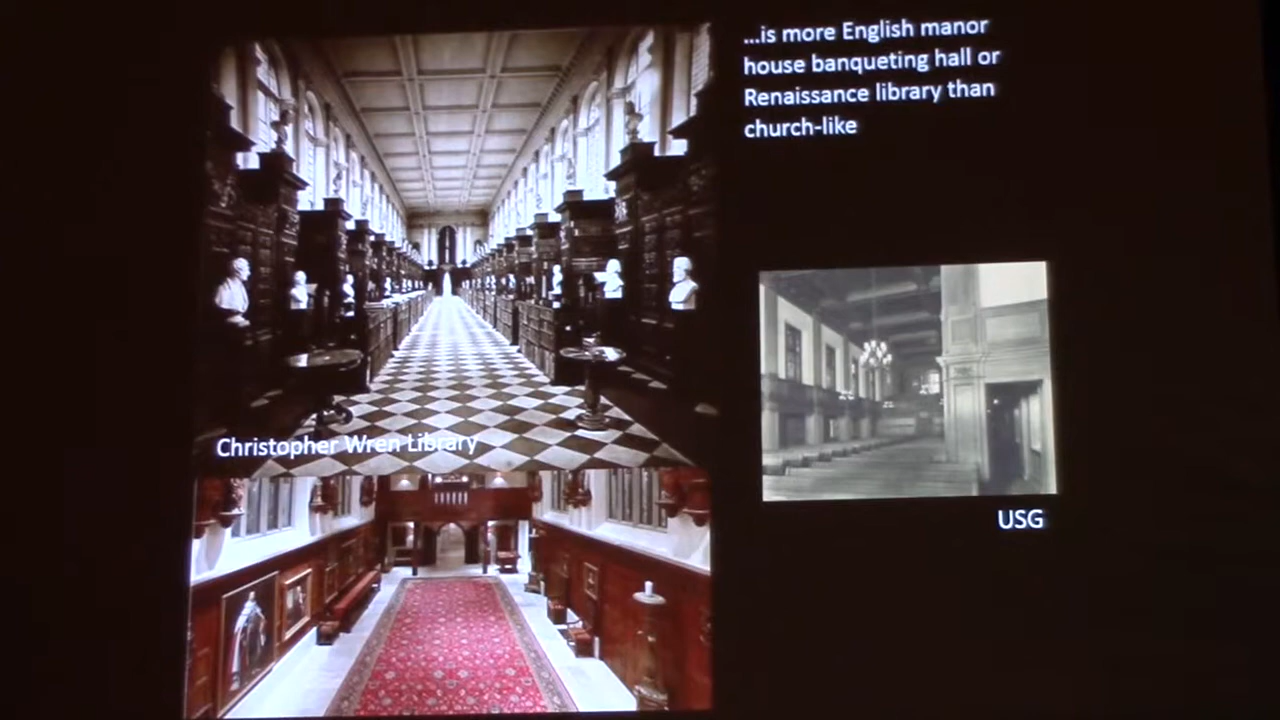 ...is more English manor
house banqueting hall or
Renaissance library than
church-like
Christopher Wren Library
USG